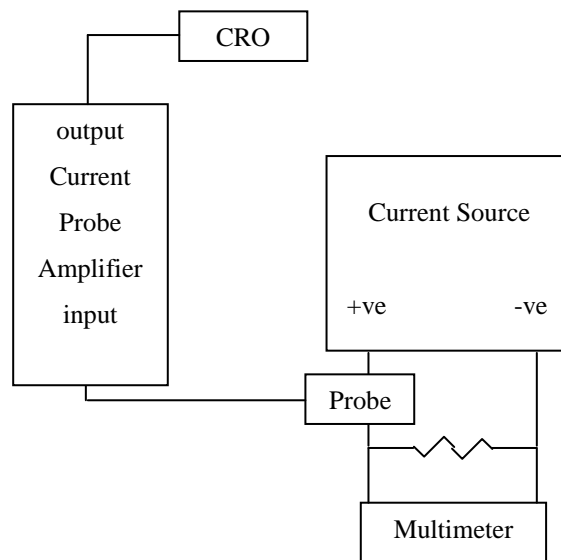 CRO
output
Current
Probe
Amplifier
input
Current Source
+ve -ve
Probe
Multimeter